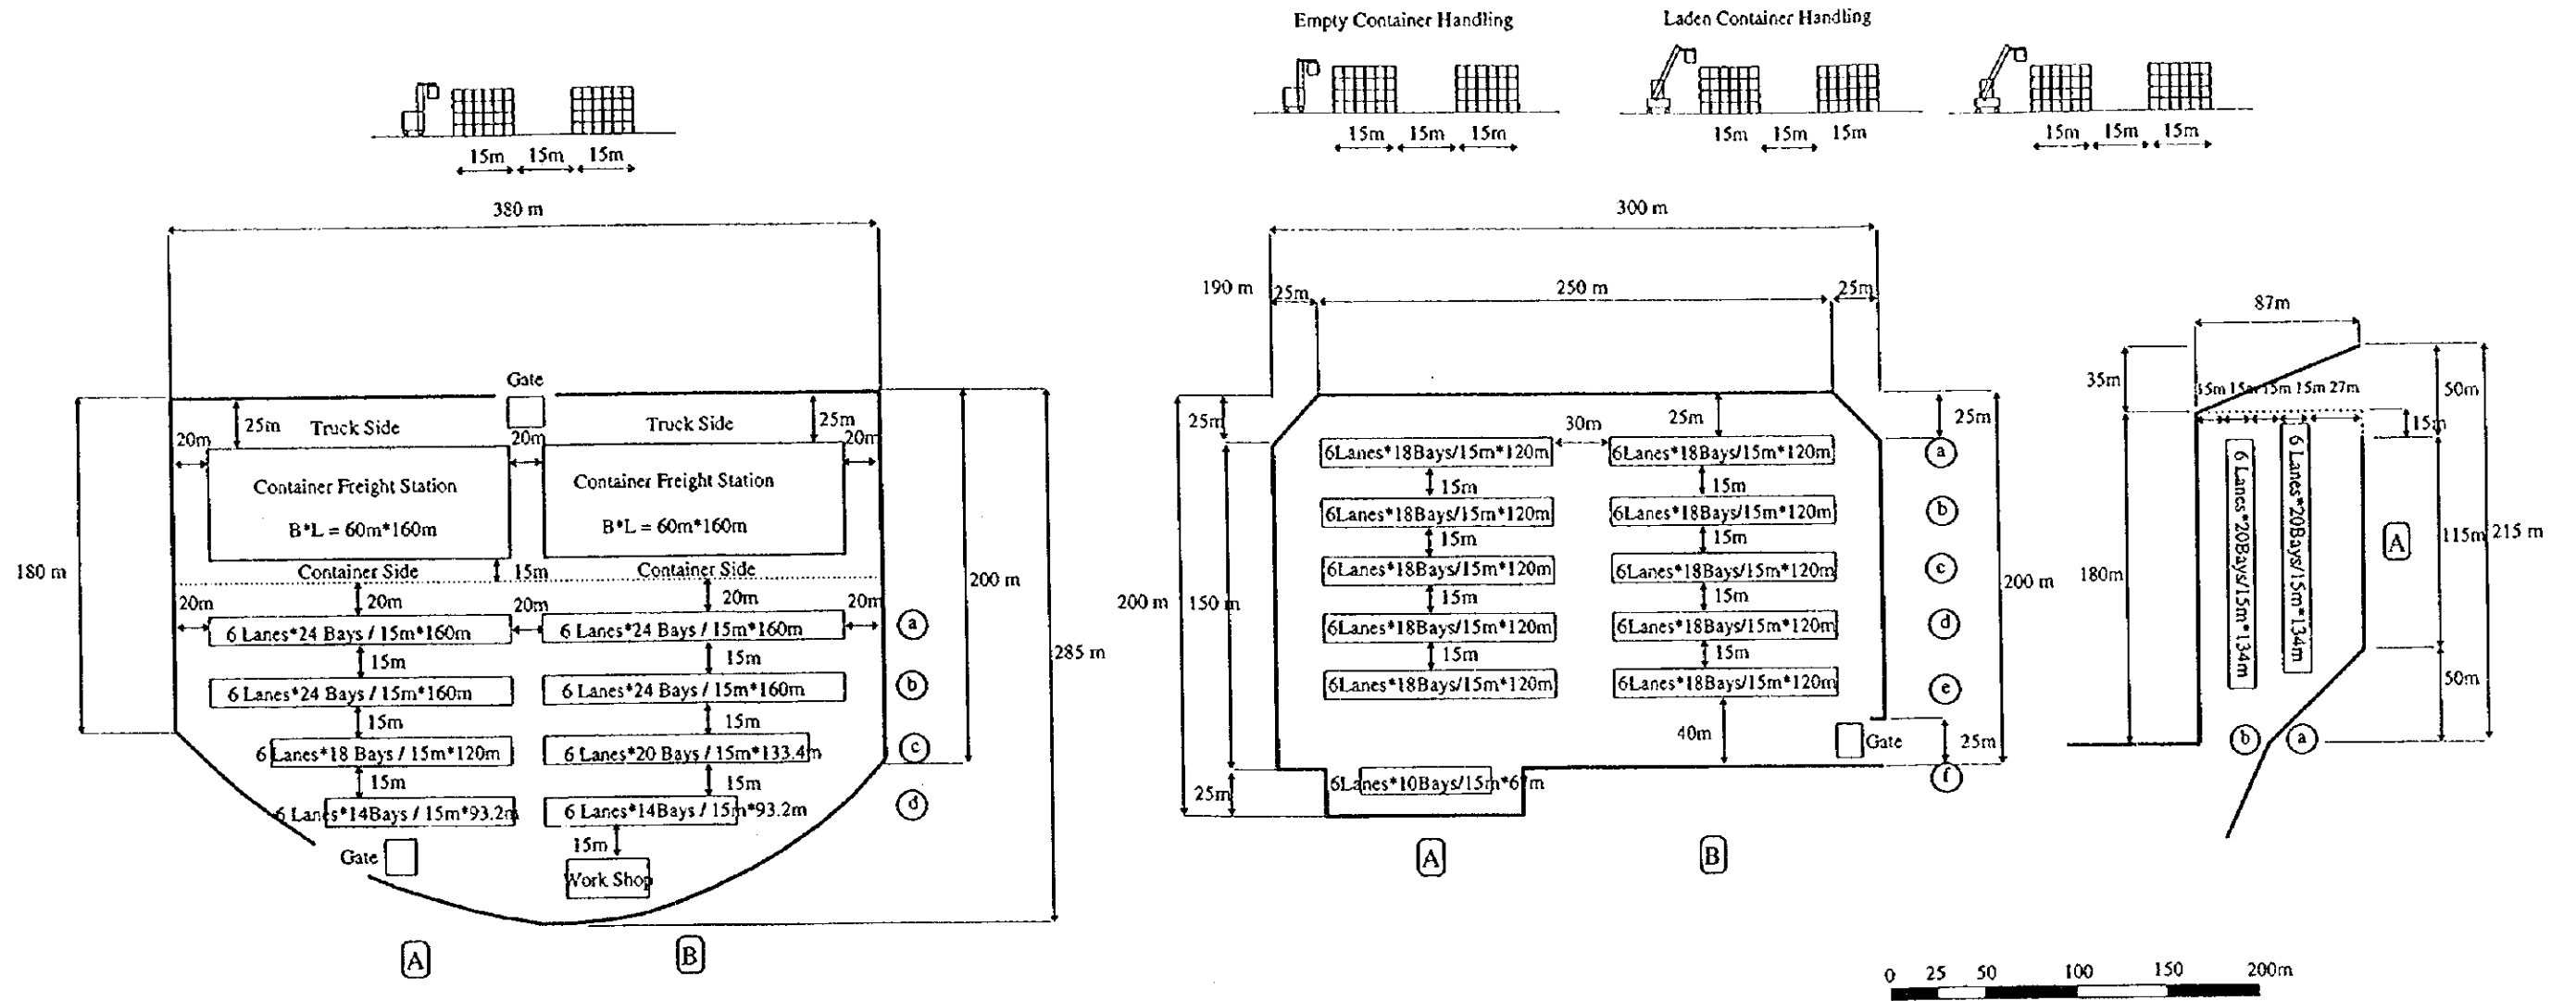 Empty Container Handling
Laden Container Handling
15m 15m 15m
15m 15m 15m
15m 15m 15m
15m 15m 15m
380 m
Gate
Truck Side
Truck Side
25m
25m
20m
20m
20m
Container Freight Station
B*L = 60m*160m
Container Freight Station
B*L = 60m*160m
Container Side
15m
Container Side
180 m
200 m
285 m
20m
20m
20m
20m
20m
6 Lanes*24 Bays / 15m*160m
6 Lanes*24 Bays / 15m*160m
a
15m
15m
6 Lanes*24 Bays / 15m*160m
6 Lanes*24 Bays / 15m*160m
b
15m
15m
6 Lanes*18 Bays / 15m*120m
6 Lanes*20 Bays / 15m*133.4m
c
15m
15m
6 Lanes*14Bays / 15m*93.2m
6 Lanes*14Bays / 15m*93.2m
d
15m
Gate
Work Shop
A
B
300 m
190 m
25m
250 m
25m
25m
25m
25m
30m
6Lanes*18Bays/15m*120m
6Lanes*18Bays/15m*120m
a
15m
15m
6Lanes*18Bays/15m*120m
6Lanes*18Bays/15m*120m
b
15m
15m
6Lanes*18Bays/15m*120m
6Lanes*18Bays/15m*120m
c
200 m
150 m
200 m
15m
15m
6Lanes*18Bays/15m*120m
6Lanes*18Bays/15m*120m
d
15m
15m
6Lanes*18Bays/15m*120m
6Lanes*18Bays/15m*120m
e
40m
Gate
25m
25m
6Lanes*10Bays/15m*67m
f
A
B
87m
35m
50m
15m 15m 15m 15m 27m
15m
6 Lanes*20Bays/15m*134m
6 Lanes*20Bays/15m*134m
A
180m
115m
215 m
50m
b
a
0 25 50 100 150 200m